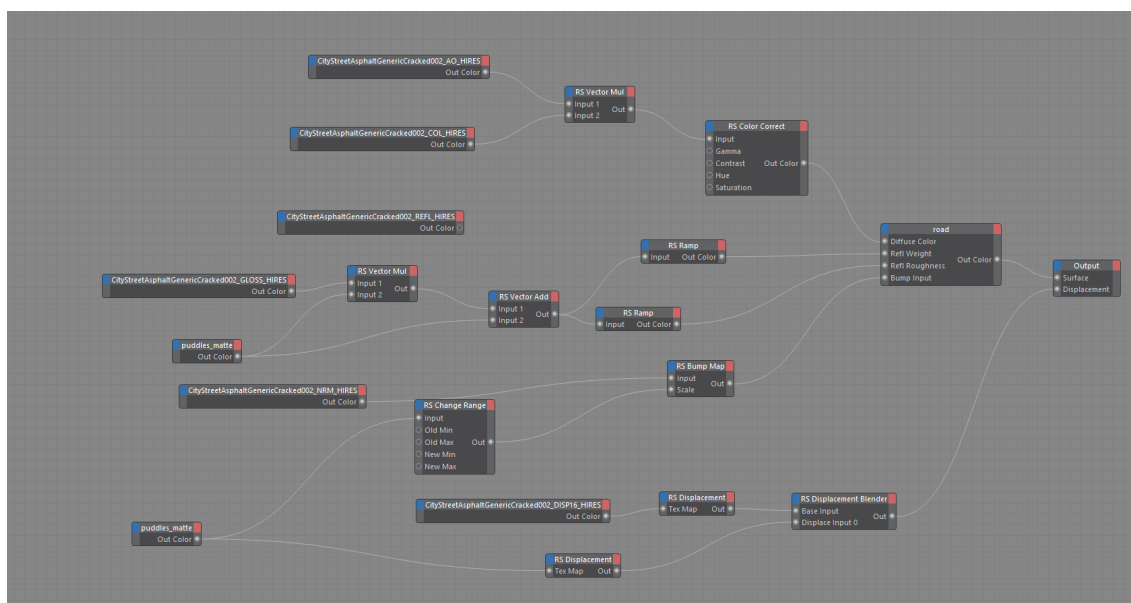 CityStreetAsphaltGenericCracked002_AO_HIRES
Out Color
RS Vector Mul
Input 1
Out
Input 2
CityStreetAsphaltGenericCracked002_COL_HIRES
Out Color
RS Color Correct
Input
Gamma
Contrast Out Color
Hue
Saturation
CityStreetAsphaltGenericCracked002_REFL_HIRES
Out Color
road
Diffuse Color
Refl Weight
Out Color
Refl Roughness
Bump Input
RS Ramp
Input Out Color
Output
Surface
Displacement
CityStreetAsphaltGenericCracked002_GLOSS_HIRES
Out Color
RS Vector Mul
Input 1
Out
Input 2
RS Vector Add
Input 1
Out
Input 2
RS Ramp
Input Out Color
puddles_matte
Out Color
RS Bump Map
Input
Out
Scale
CityStreetAsphaltGenericCracked002_NRM_HIRES
Out Color
RS Change Range
Input
Old Min
Old Max Out
New Min
New Max
CityStreetAsphaltGenericCracked002_DISP16_HIRES
Out Color
RS Displacement
Tex Map Out
RS Displacement Blender
Base Input
Out
Displace Input 0
puddles_matte
Out Color
RS Displacement
Tex Map Out